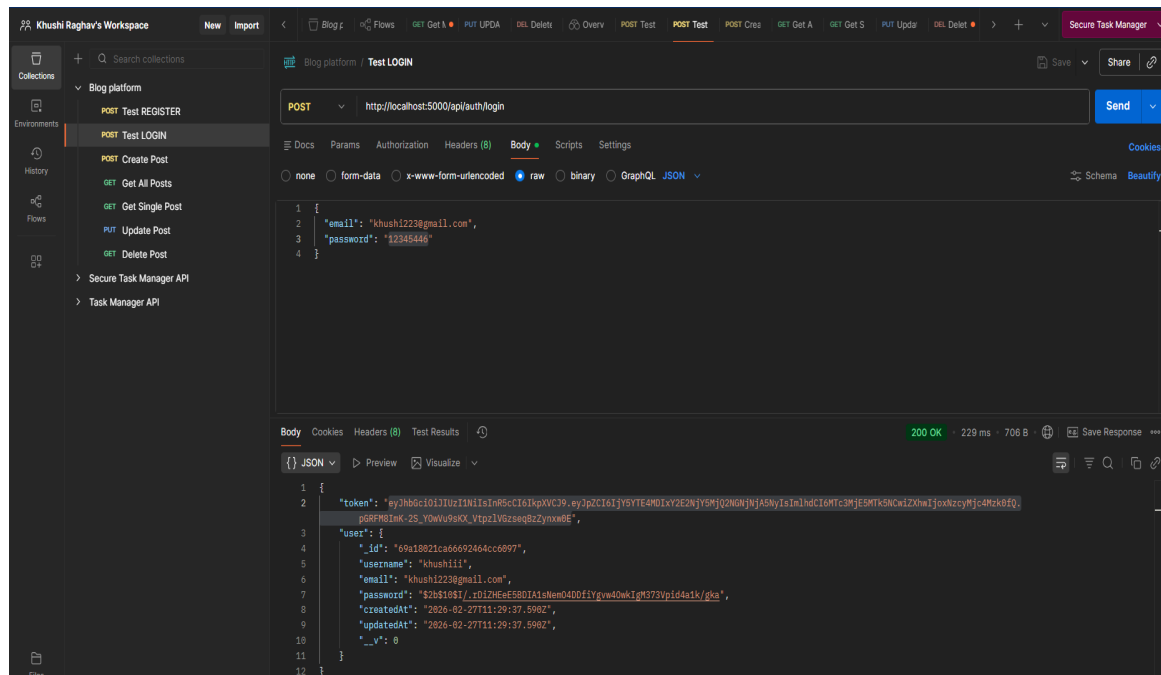 Khushi Raghav's Workspace New Import
Blog p Flows GET Get N PUT UPDA DEL Delete Overv POST Test POST Test POST Crea GET Get A GET Get S PUT Updat DEL Delet Secure Task Manager
Collections
Environments
History
Flows
Files
Search collections
Blog platform
POST Test REGISTER
POST Test LOGIN
POST Create Post
GET Get All Posts
GET Get Single Post
PUT Update Post
GET Delete Post
Secure Task Manager API
Task Manager API
HTTP Blog platform / Test LOGIN Save Share
POST http://localhost:5000/api/auth/login Send
Docs Params Authorization Headers (8) Body Scripts Settings Cookies
none form-data x-www-form-urlencoded raw binary GraphQL JSON Schema Beautify
1 {
2 "email": "khushi223@gmail.com",
3 "password": "12345446"
4 }
Body Cookies Headers (8) Test Results 200 OK 229 ms 706 B Save Response
{} JSON Preview Visualize
1 {
2 "token":
3 "user": {
4 "_id": "69a18021ca66692464cc6097",
5 "username": "khushiii",
6 "email": "khushi223@gmail.com",
7 "password":
8 "createdAt": "2026-02-27T11:29:37.590Z",
9 "updatedAt": "2026-02-27T11:29:37.590Z",
10 "__v": 0
11 }
12 }